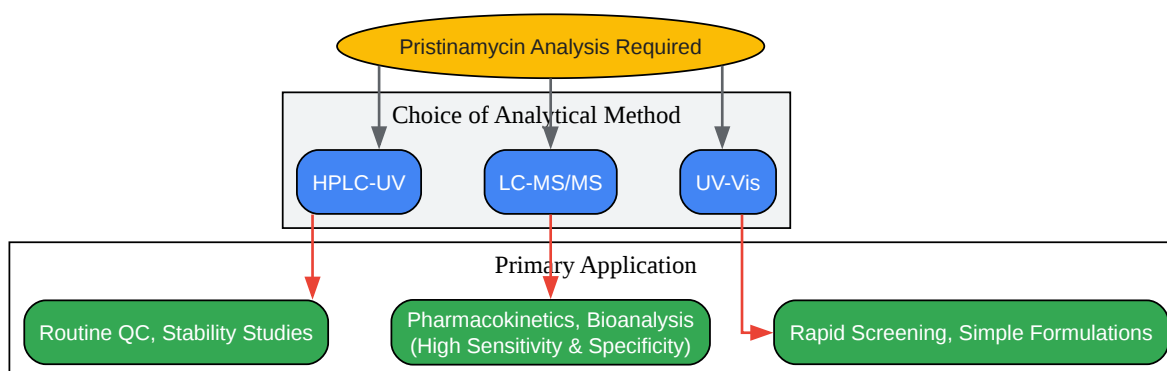 Pristinamycin Analysis Required
Choice of Analytical Method
HPLC-UV
LC-MS/MS
UV-Vis
Primary Application
Routine QC, Stability Studies
Pharmacokinetics, Bioanalysis
(High Sensitivity & Specificity)
Rapid Screening, Simple Formulations